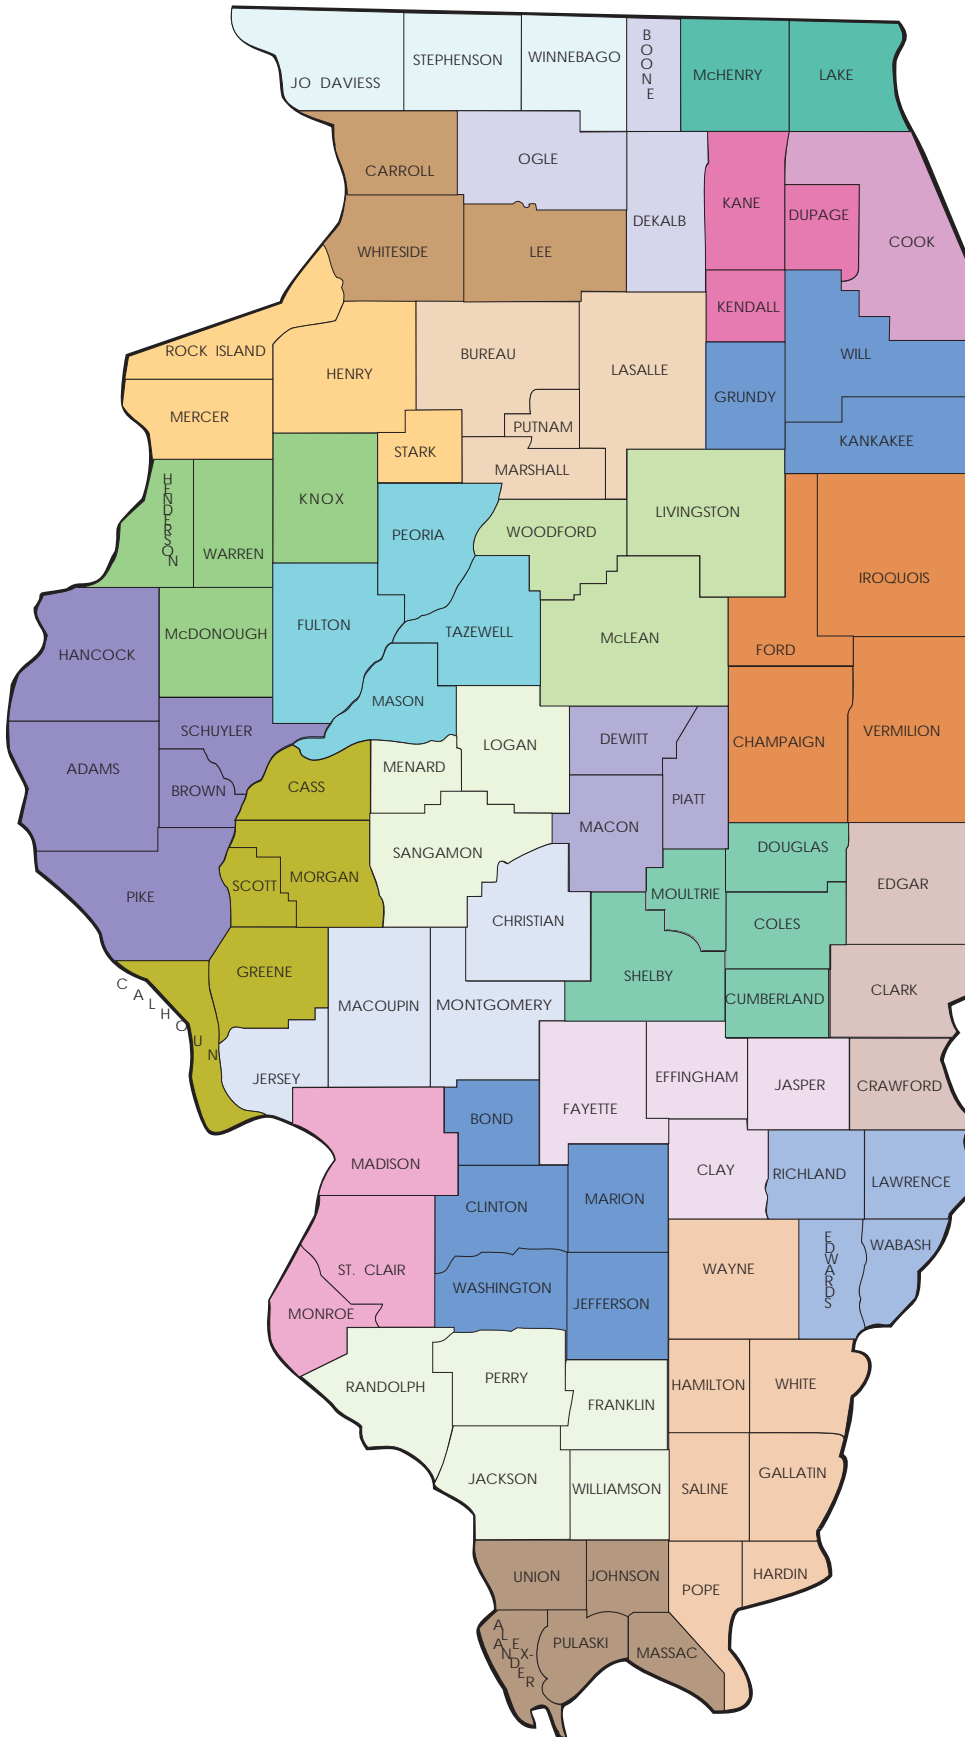 JO DAVIESS
STEPHENSON
WINNEBAGO
BOONE
McHENRY
LAKE
CARROLL
OGLE
DEKALB
KANE
DUPAGE
COOK
WHITESIDE
LEE
KENDALL
ROCK ISLAND
HENRY
BUREAU
LASALLE
GRUNDY
WILL
MERCER
STARK
PUTNAM
KANKAKEE
MARSHALL
HENDERSON
WARREN
KNOX
PEORIA
WOODFORD
LIVINGSTON
IROQUOIS
HANCOCK
McDONOUGH
FULTON
TAZEWELL
McLEAN
FORD
MASON
SCHUYLER
ADAMS
BROWN
CASS
MENARD
LOGAN
DEWITT
PIATT
CHAMPAIGN
VERMILION
MACON
SANGAMON
PIKE
SCOTT
MORGAN
CHRISTIAN
MOULTRIE
DOUGLAS
COLES
EDGAR
CALHOUN
GREENE
MACOUPIN
MONTGOMERY
SHELBY
CUMBERLAND
CLARK
JERSEY
FAYETTE
EFFINGHAM
JASPER
CRAWFORD
MADISON
BOND
CLAY
RICHLAND
LAWRENCE
CLINTON
MARION
ST. CLAIR
WASHINGTON
JEFFERSON
WAYNE
EDWARDS
WABASH
MONROE
RANDOLPH
PERRY
FRANKLIN
HAMILTON
WHITE
JACKSON
WILLIAMSON
SALINE
GALLATIN
UNION
JOHNSON
POPE
HARDIN
ALEX-
ANDER
PULASKI
MASSAC